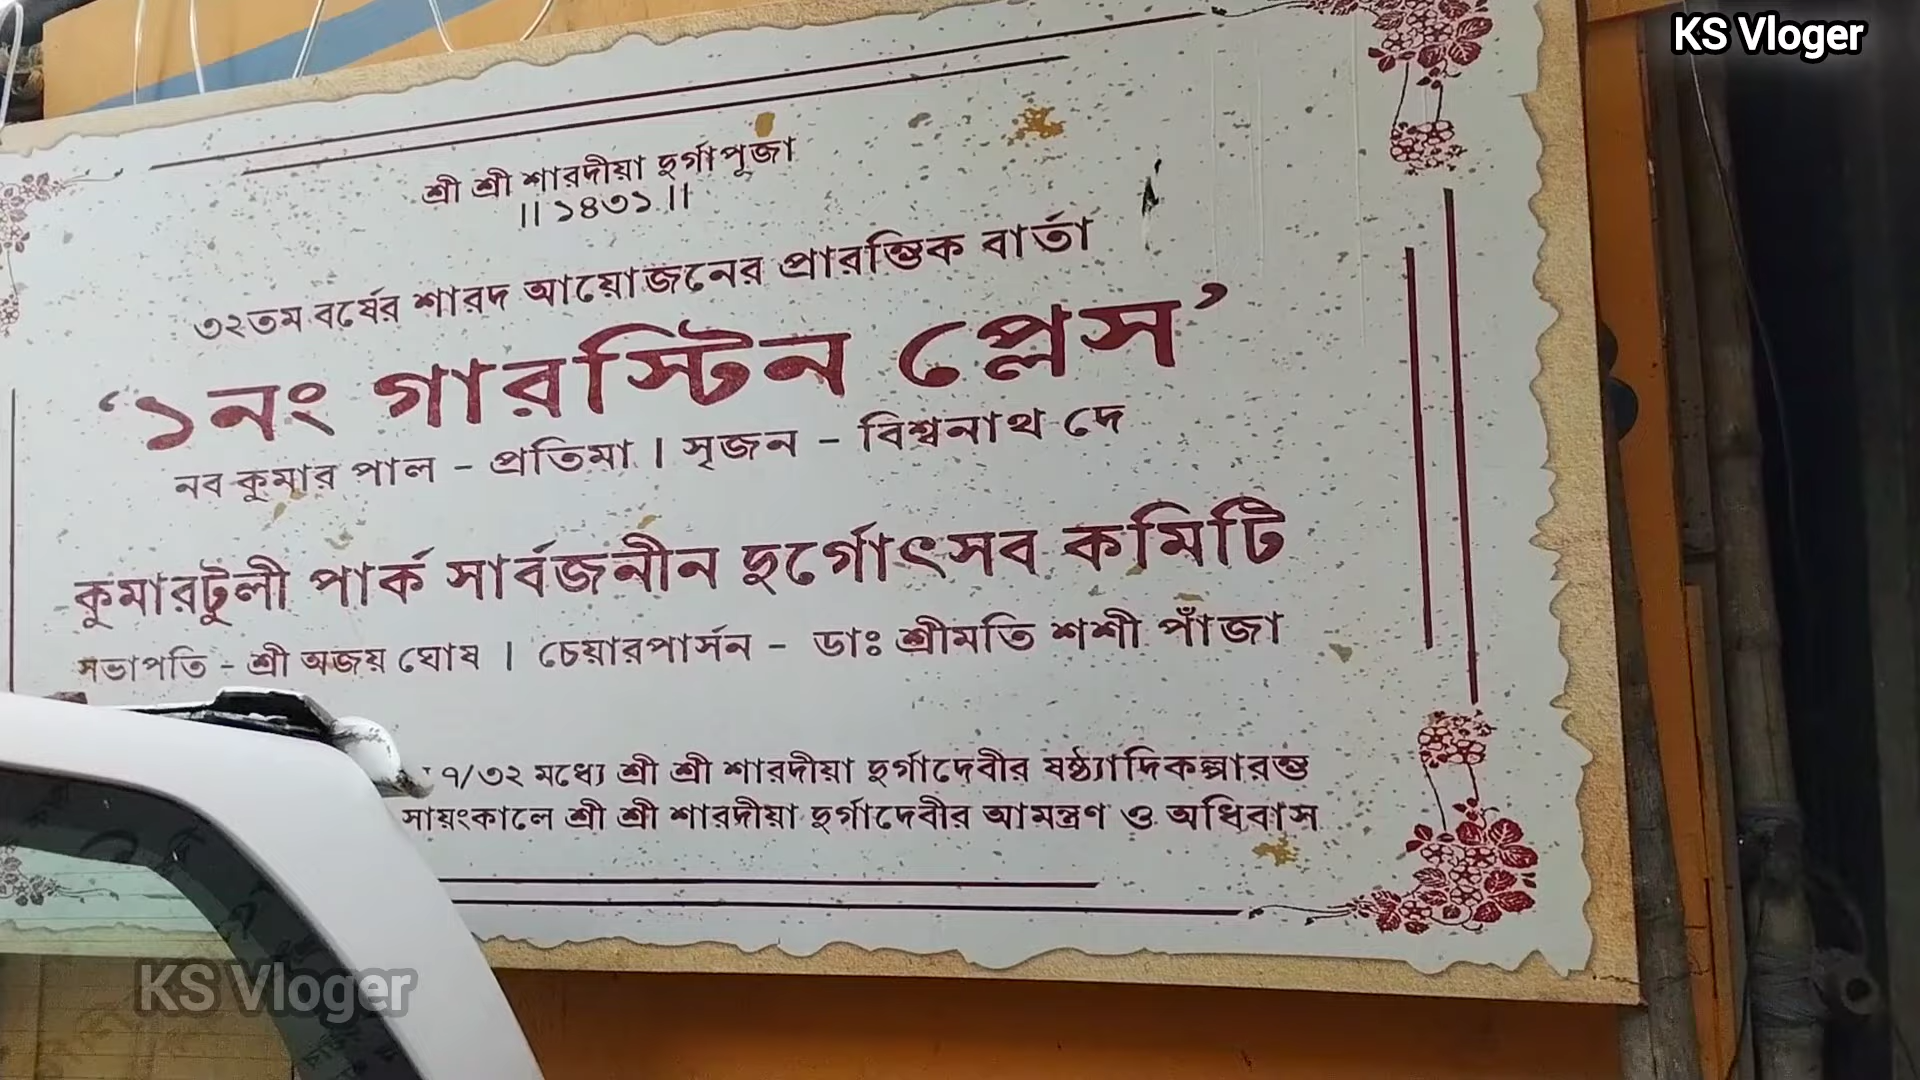 KS Vloger
শ্রী শ্রী শারদীয়া দুর্গাপূজা
|| ১৪৩১ ||
৩২তম বর্ষের শারদ আয়োজনের প্রারম্ভিক বার্তা
‘১নং গারস্টিন প্লেস’
নব কুমার পাল - প্রতিমা । সৃজন - বিশ্বনাথ দে
কুমারটুলী পার্ক সার্বজনীন দুর্গোৎসব কমিটি
সভাপতি - শ্রী অজয় ঘোষ । চেয়ারপার্সন - ডাঃ শ্রীমতি শশী পাঁজা
৭/৩২ মধ্যে শ্রী শ্রী শারদীয়া দুর্গাদেবীর ষষ্ঠ্যাদিকল্পারম্ভ
সায়ংকালে শ্রী শ্রী শারদীয়া দুর্গাদেবীর আমন্ত্রণ ও অধিবাস
KS Vloger